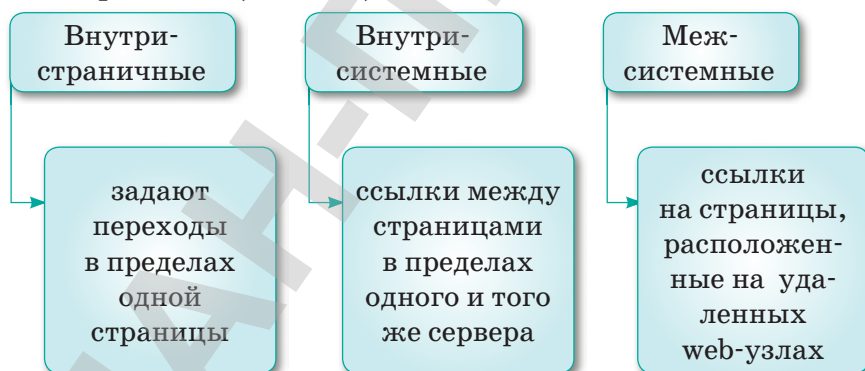 Внутри-
страничные
Внутри-
системные
Меж-
системные
задают
переходы
в пределах
одной
страницы
ссылки между
страницами
в пределах
одного и того
же сервера
ссылки
на страницы,
расположен-
ные на уда-
ленных
web-узлах